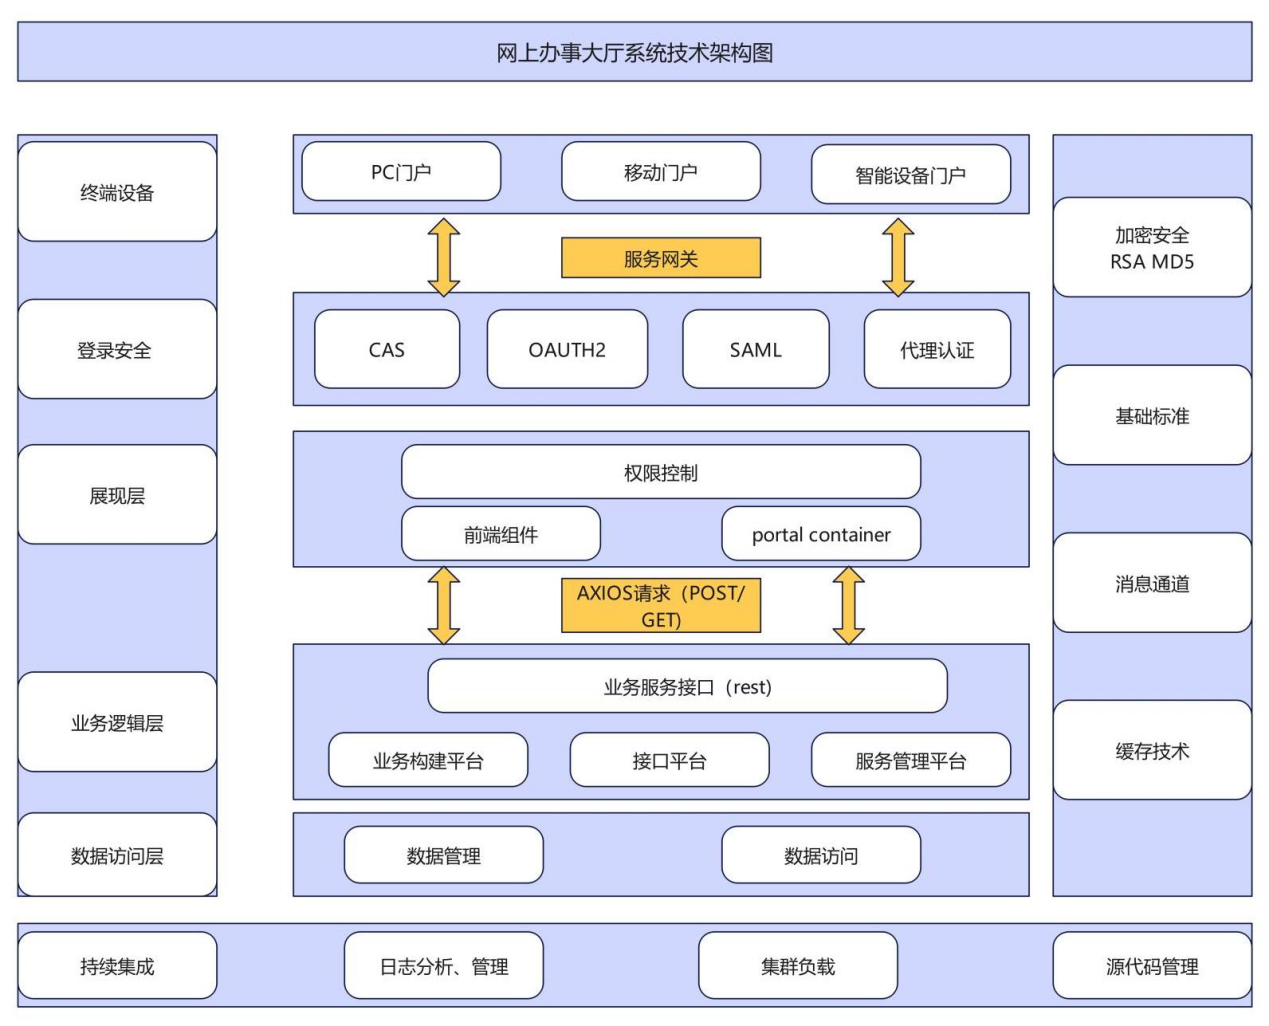 网上办事大厅系统技术架构图
终端设备
登录安全
展现层
业务逻辑层
数据访问层
PC门户
移动门户
智能设备门户
服务网关
CAS
OAUTH2
SAML
代理认证
权限控制
前端组件
portal container
AXIOS请求（POST/
GET)
业务服务接口（rest)
业务构建平台
接口平台
服务管理平台
数据管理
数据访问
加密安全
RSA MD5
基础标准
消息通道
缓存技术
持续集成
日志分析、管理
集群负载
源代码管理